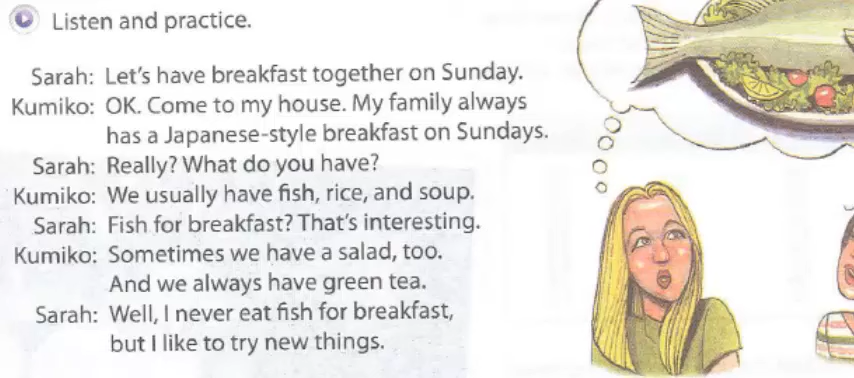 Listen and practice.
Sarah: Let's have breakfast together on Sunday.
Kumiko: OK. Come to my house. My family always
has a Japanese-style breakfast on Sundays.
Sarah: Really? What do you have?
Kumiko: We usually have fish, rice, and soup.
Sarah: Fish for breakfast? That's interesting.
Kumiko: Sometimes we have a salad, too.
And we always have green tea.
Sarah: Well, I never eat fish for breakfast,
but I like to try new things.